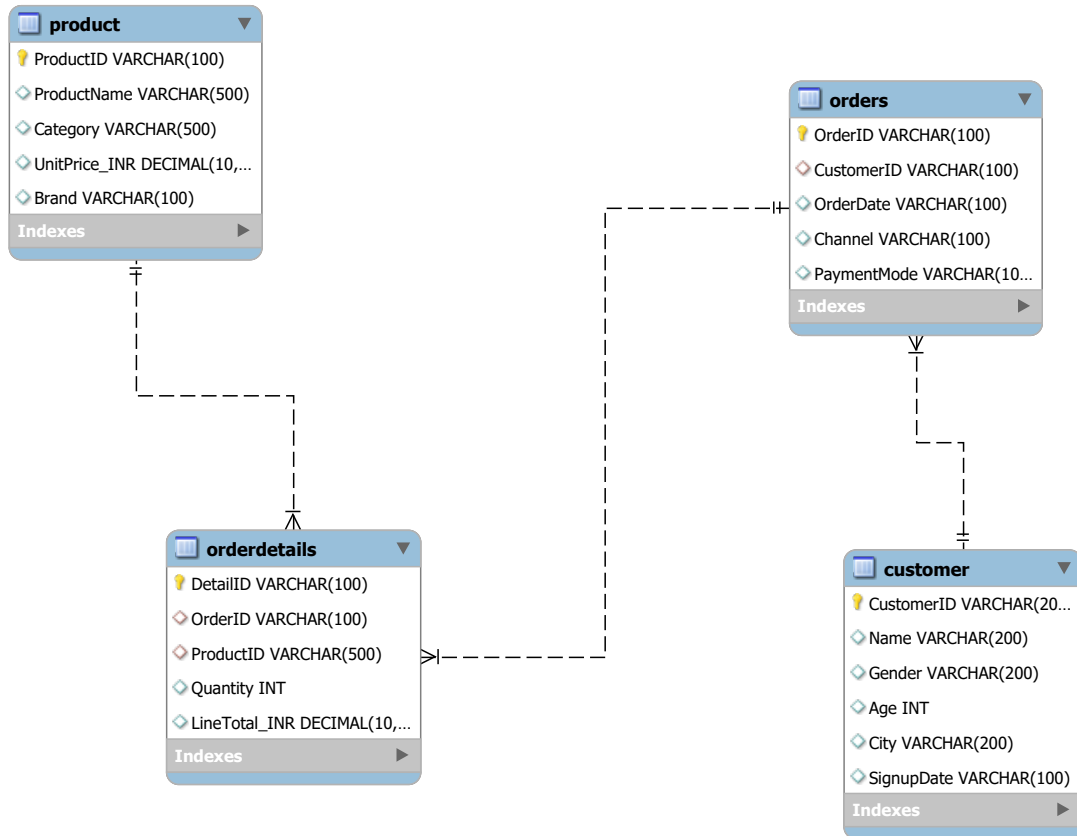 product
ProductID VARCHAR(100)
ProductName VARCHAR(500)
Category VARCHAR(500)
UnitPrice_INR DECIMAL(10,...
Brand VARCHAR(100)
Indexes
orders
OrderID VARCHAR(100)
CustomerID VARCHAR(100)
OrderDate VARCHAR(100)
Channel VARCHAR(100)
PaymentMode VARCHAR(10...
Indexes
orderdetails
DetailID VARCHAR(100)
OrderID VARCHAR(100)
ProductID VARCHAR(500)
Quantity INT
LineTotal_INR DECIMAL(10,...
Indexes
customer
CustomerID VARCHAR(20...
Name VARCHAR(200)
Gender VARCHAR(200)
Age INT
City VARCHAR(200)
SignupDate VARCHAR(100)
Indexes